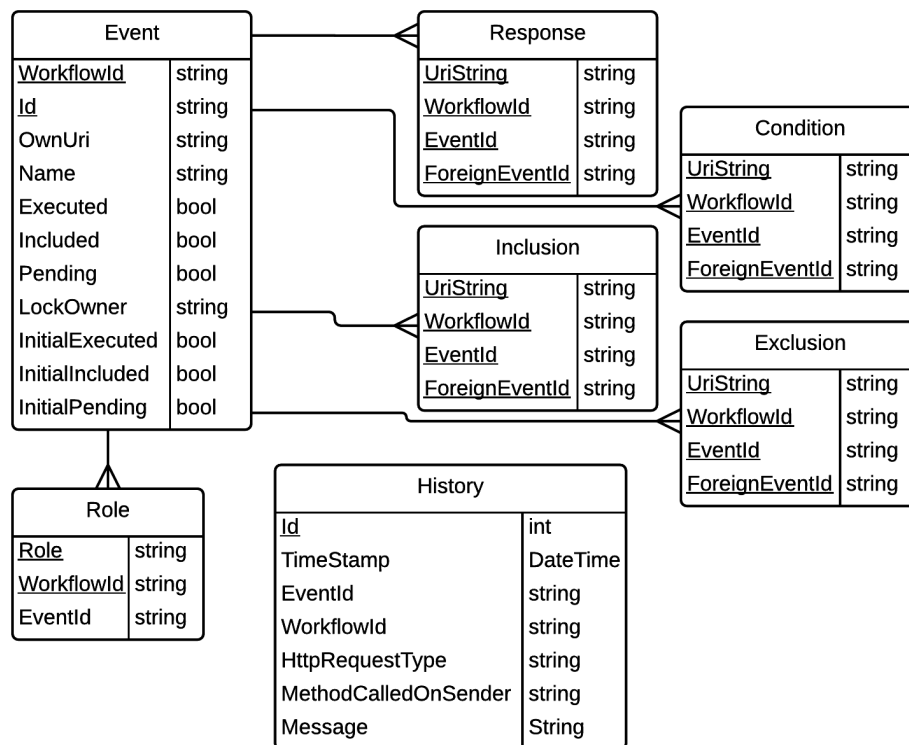 Event
WorkflowId string
Id string
OwnUri string
Name string
Executed bool
Included bool
Pending bool
LockOwner string
InitialExecuted bool
InitialIncluded bool
InitialPending bool
Response
UriString string
WorkflowId string
EventId string
ForeignEventId string
Condition
UriString string
WorkflowId string
EventId string
ForeignEventId string
Inclusion
UriString string
WorkflowId string
EventId string
ForeignEventId string
Exclusion
UriString string
WorkflowId string
EventId string
ForeignEventId string
Role
Role string
WorkflowId string
EventId string
History
Id int
TimeStamp DateTime
EventId string
WorkflowId string
HttpRequestType string
MethodCalledOnSender string
Message String